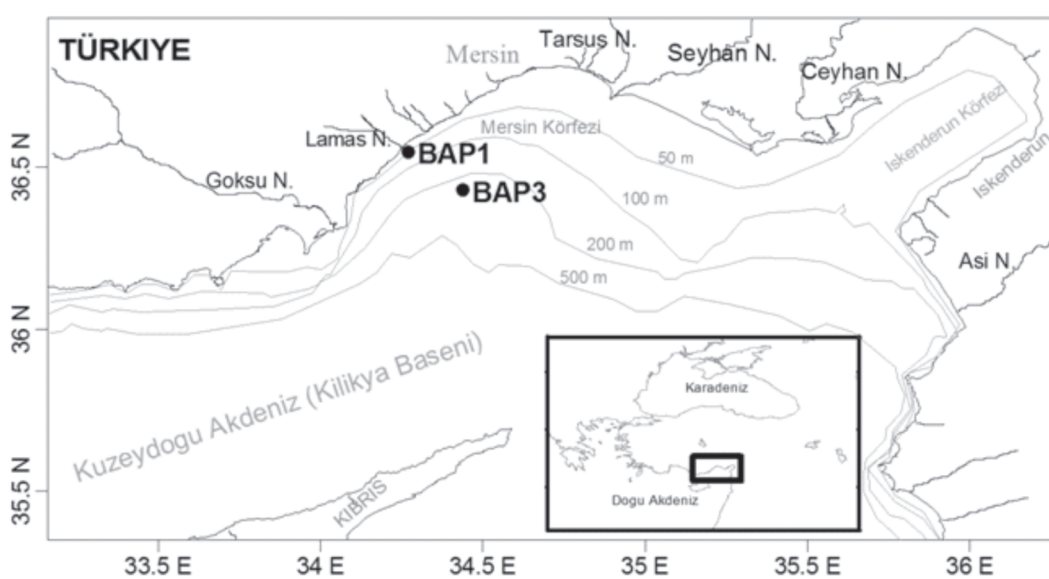 TÜRKIYE
Mersin
Tarsus N.
Seyhan N.
Ceyhan N.
Lamas N.
BAP1
Mersin Körfezi
Iskenderun Körfezi
Iskenderun
50 m
Goksu N.
BAP3
100 m
200 m
500 m
Asi N.
Kuzeydogu Akdeniz (Kilikya Baseni)
KIBRIS
Karadeniz
Dogu Akdeniz
36.5 N
36 N
35.5 N
33.5 E
34 E
34.5 E
35 E
35.5 E
36 E